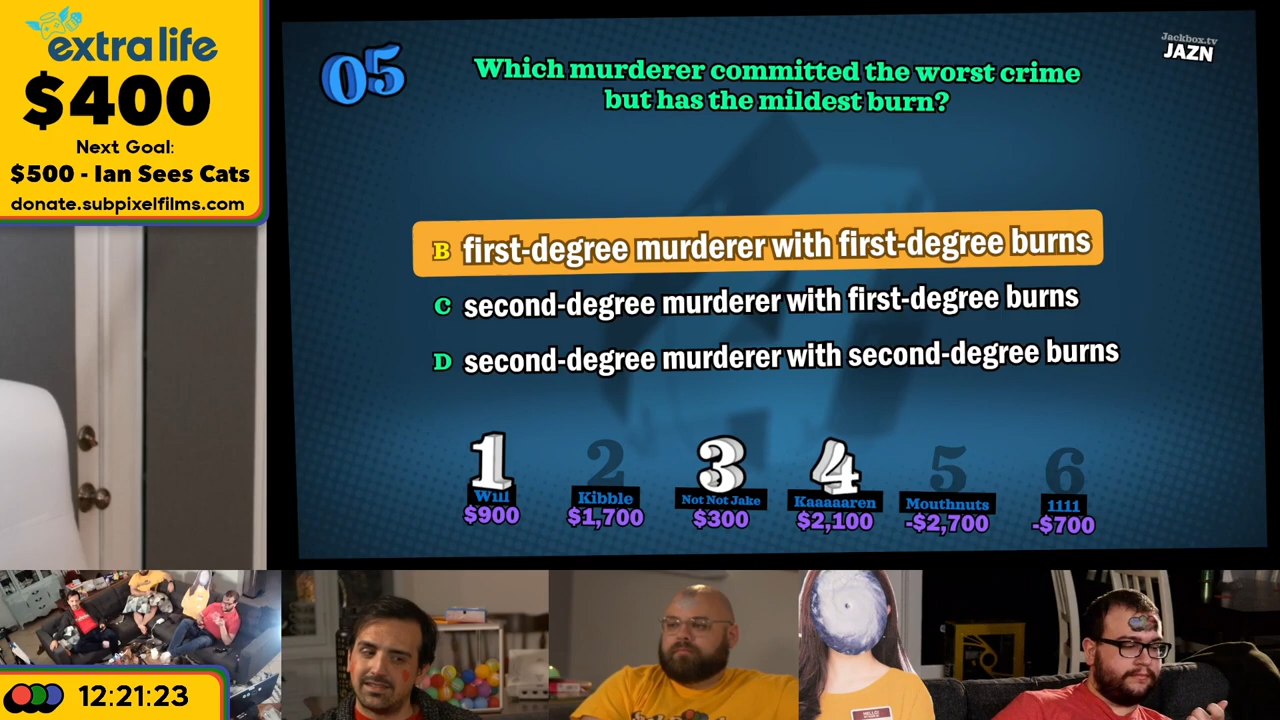 extralife
$400
Next Goal:
$500 - Ian Sees Cats
donate.subpixelfilms.com
05
Which murderer committed the worst crime
but has the mildest burn?
Jackbox.tv
JAZN
B first-degree murderer with first-degree burns
C second-degree murderer with first-degree burns
D second-degree murderer with second-degree burns
1 2 3 4 5 6
Will Kibble Not Not Jake Kaaaaaren Mouthnuts 1111
$900 $1,700 $300 $2,100 -$2,700 -$700
12:21:23
HELLO